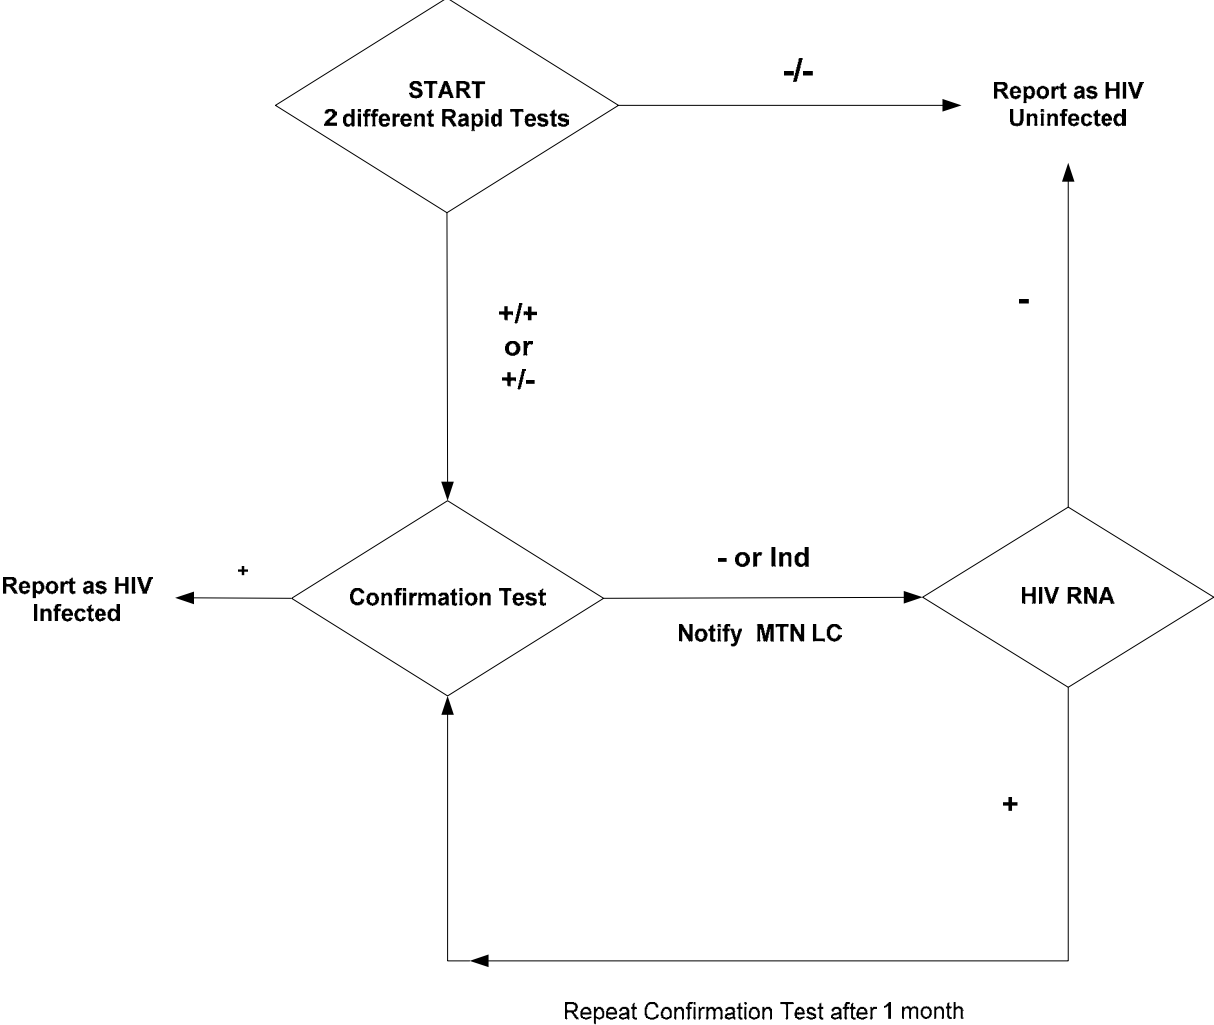 START
2 different Rapid Tests
-/-
Report as HIV
Uninfected
+/+
or
+/-
-
Report as HIV
Infected
+
Confirmation Test
- or Ind
Notify MTN LC
HIV RNA
+
Repeat Confirmation Test after 1 month